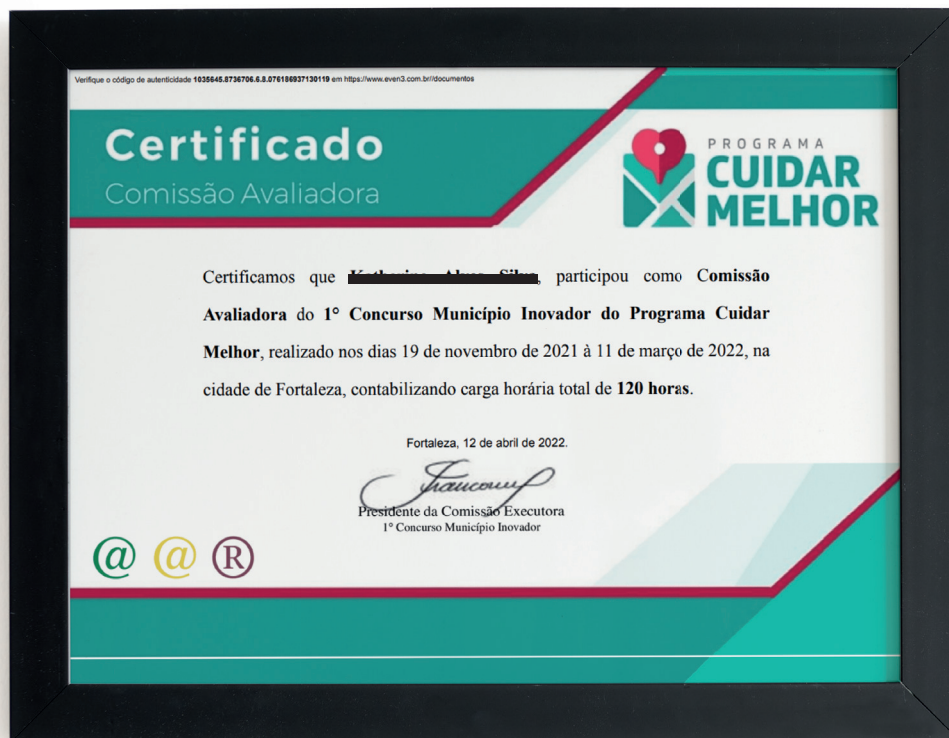 Verifique o código de autenticidade 1035645.8736706.6.8.076186937130119 em https://www.even3.com.br//documentos
Certificado
Comissão Avaliadora
PROGRAMA
CUIDAR
MELHOR
Certificamos que , participou como Comissão
Avaliadora do 1° Concurso Município Inovador do Programa Cuidar
Melhor, realizado nos dias 19 de novembro de 2021 à 11 de março de 2022, na
cidade de Fortaleza, contabilizando carga horária total de 120 horas.
Fortaleza, 12 de abril de 2022.
Presidente da Comissão Executora
1° Concurso Município Inovador
@ @ ®